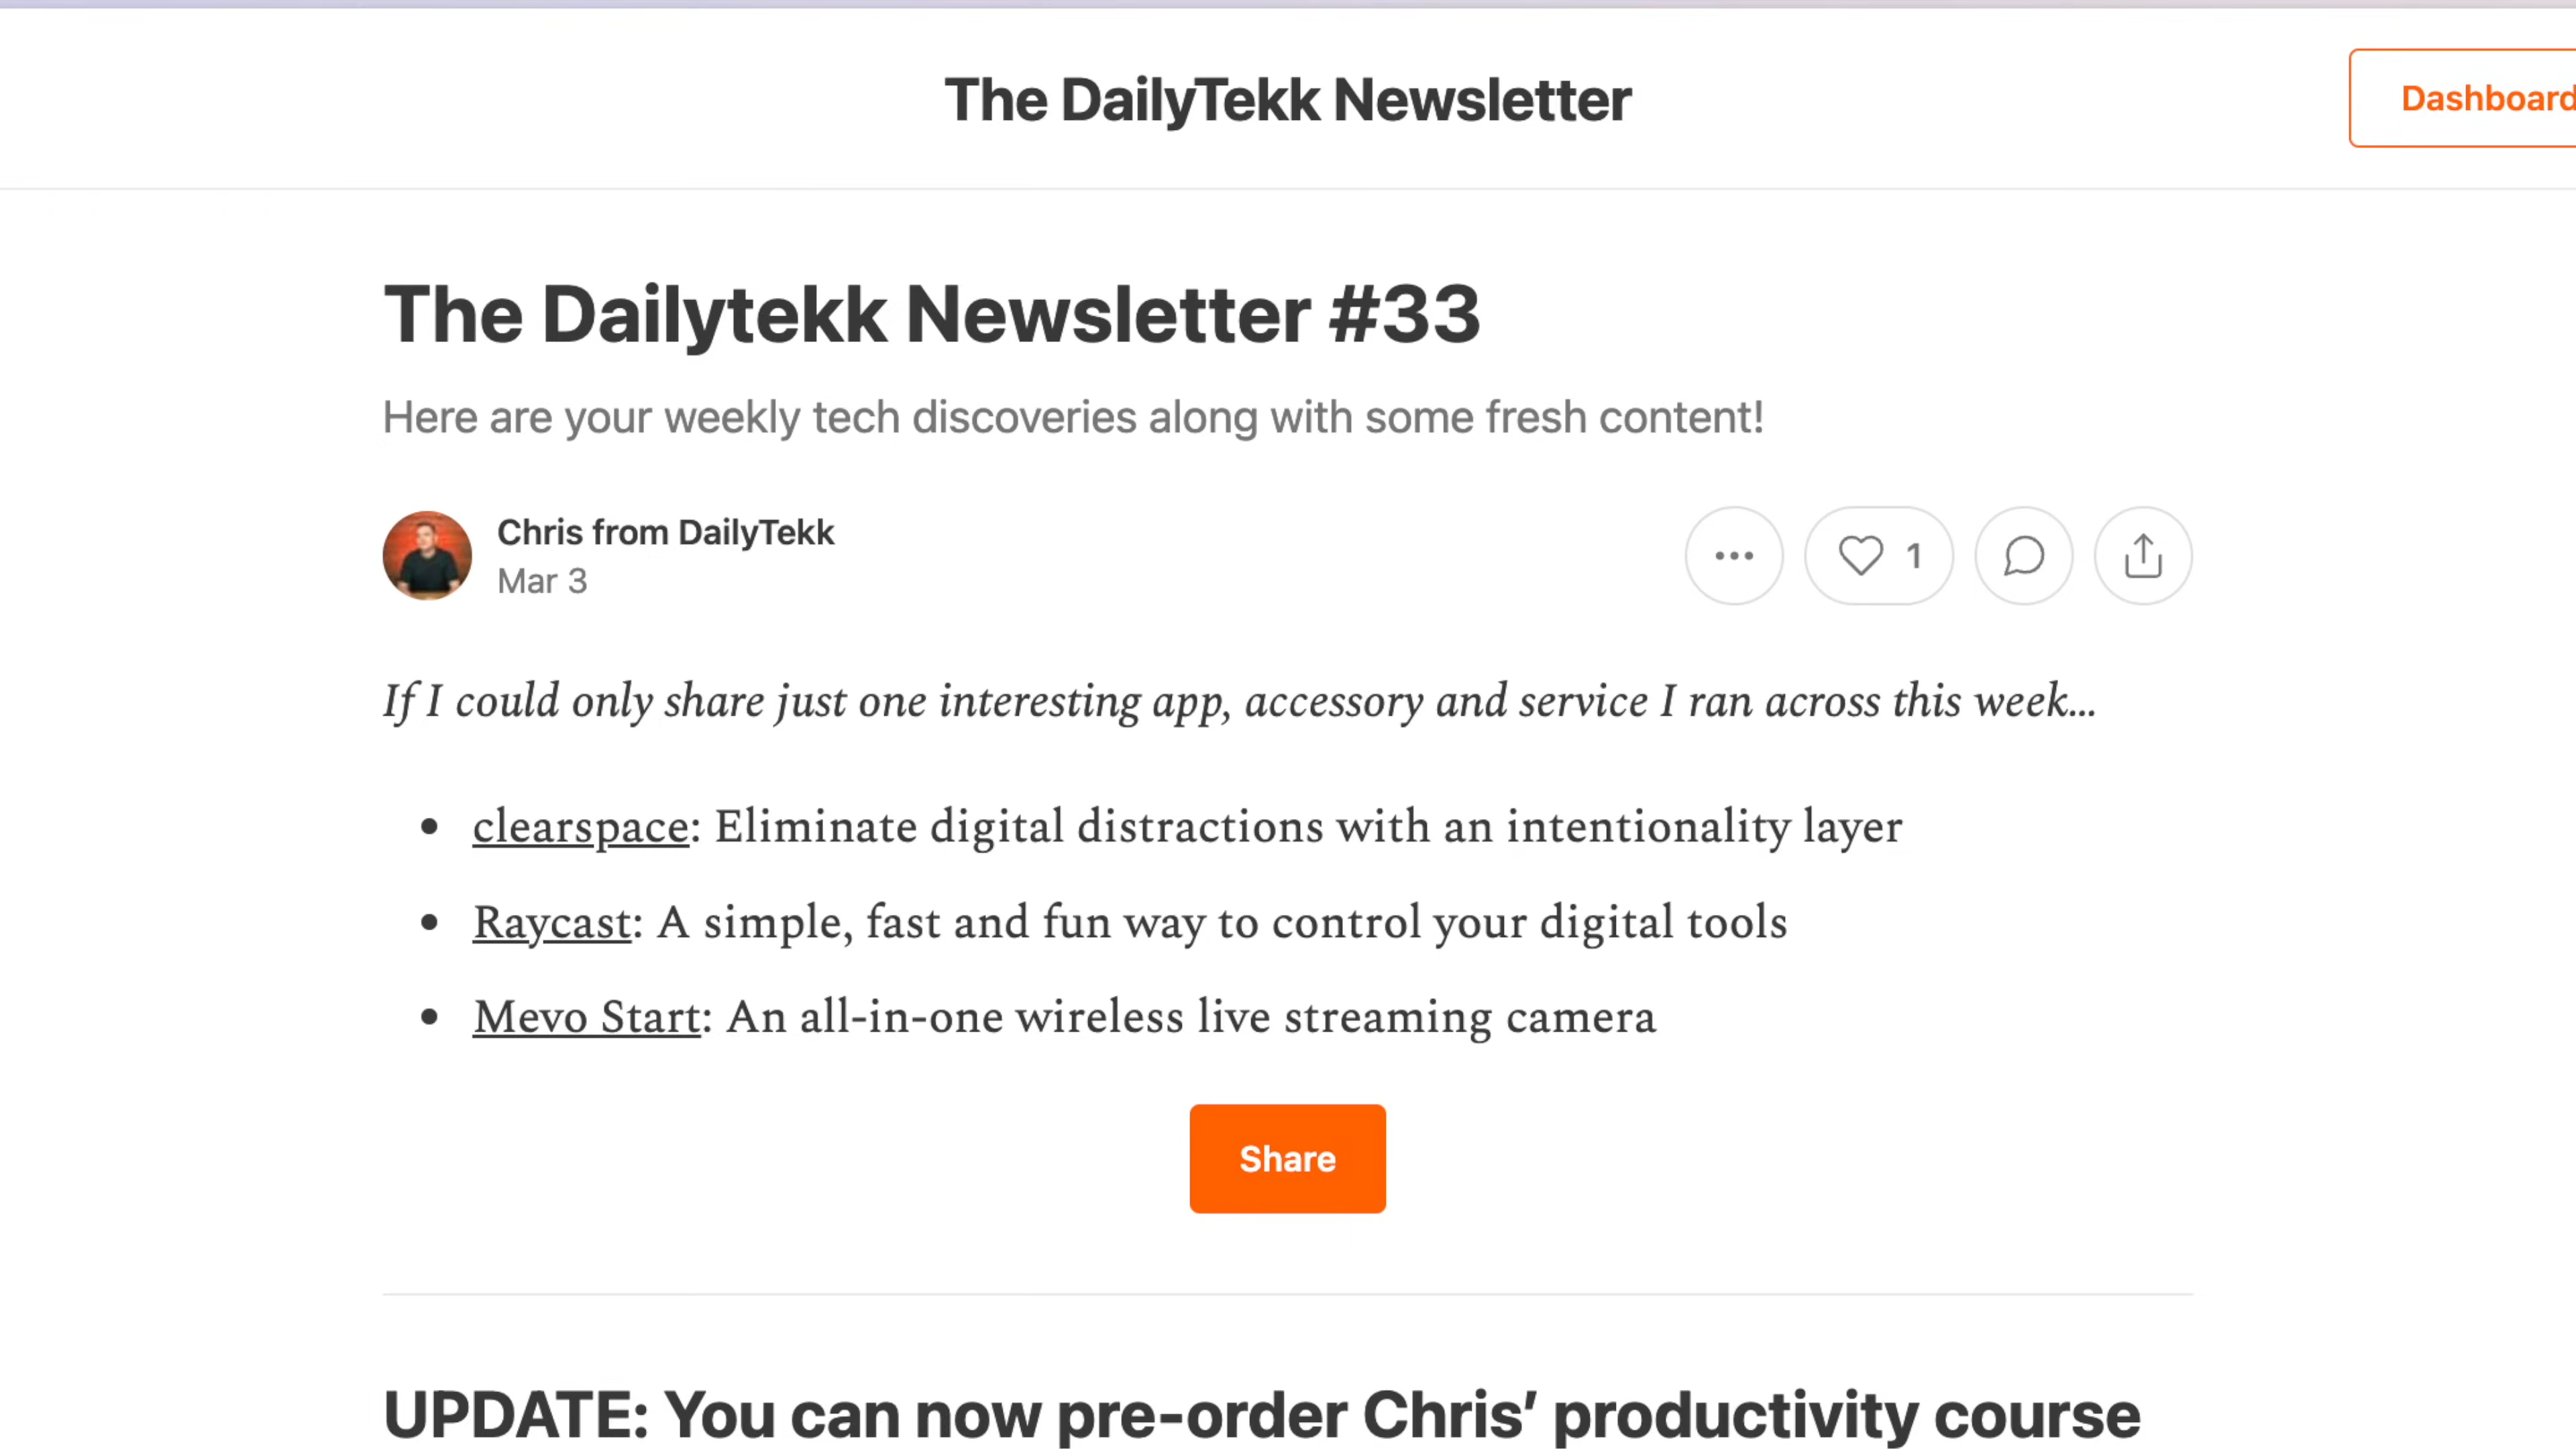 The DailyTekk Newsletter
Dashboard
The Dailytekk Newsletter #33
Here are your weekly tech discoveries along with some fresh content!
Chris from DailyTekk
Mar 3
1
If I could only share just one interesting app, accessory and service I ran across this week...
• clearspace: Eliminate digital distractions with an intentionality layer
• Raycast: A simple, fast and fun way to control your digital tools
• Mevo Start: An all-in-one wireless live streaming camera
Share
UPDATE: You can now pre-order Chris’ productivity course